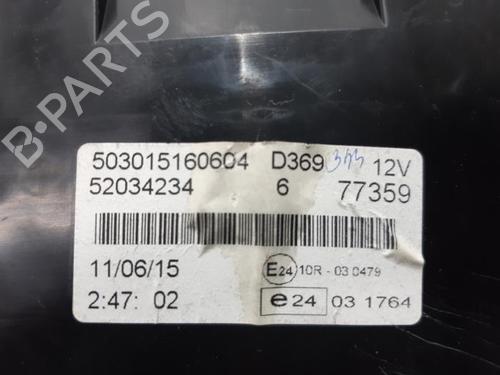 503015160604 D369 12V
52034234 6 77359
11/06/15 E24 10R - 03 0479
2:47: 02 e24 03 1764
B-PARTS